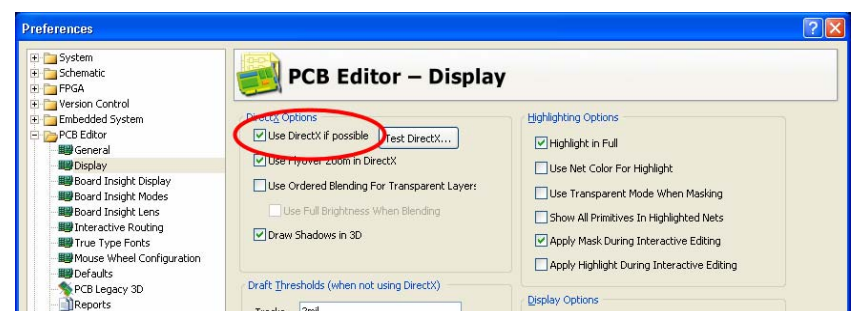 Preferences
System
Schematic
FPGA
Version Control
Embedded System
PCB Editor
General
Display
Board Insight Display
Board Insight Modes
Board Insight Lens
Interactive Routing
True Type Fonts
Mouse Wheel Configuration
Defaults
PCB Legacy 3D
Reports
PCB Editor – Display
DirectX Options
Use DirectX if possible
Test DirectX...
Use Flyover Zoom in DirectX
Use Ordered Blending For Transparent Layers
Use Full Brightness When Blending
Draw Shadows in 3D
Draft Thresholds (when not using DirectX)
Tracks 2mil
Highlighting Options
Highlight in Full
Use Net Color For Highlight
Use Transparent Mode When Masking
Show All Primitives In Highlighted Nets
Apply Mask During Interactive Editing
Apply Highlight During Interactive Editing
Display Options